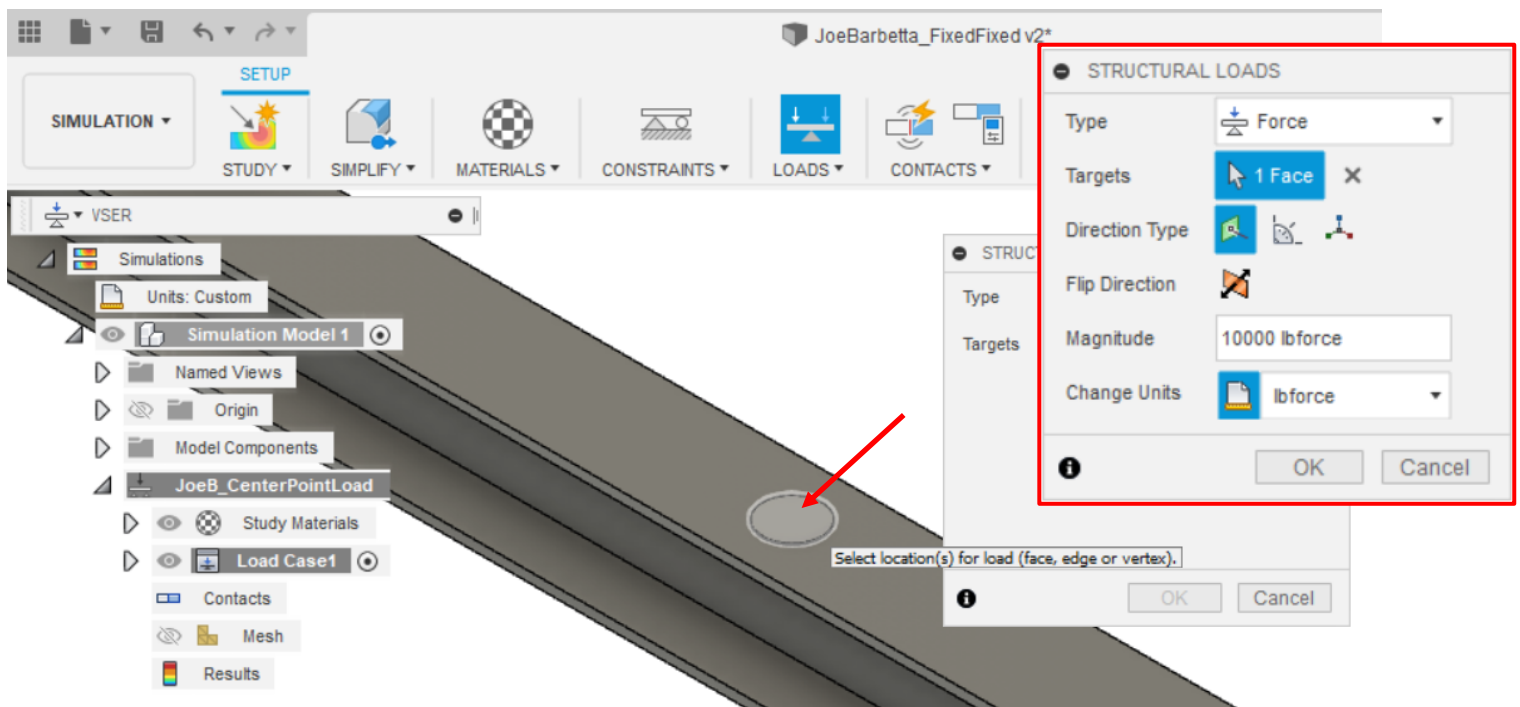 JoeBarbetta_FixedFixed v2*
SETUP
SIMULATION
STUDY
SIMPLIFY
MATERIALS
CONSTRAINTS
LOADS
CONTACTS
VSER
Simulations
Units: Custom
Simulation Model 1
Named Views
Origin
Model Components
JoeB_CenterPointLoad
Study Materials
Load Case1
Contacts
Mesh
Results
Select location(s) for load (face, edge or vertex).
STRUC
Type
Targets
OK
Cancel
STRUCTURAL LOADS
Type
Force
Targets
1 Face
Direction Type
Flip Direction
Magnitude
10000 lbforce
Change Units
lbforce
OK
Cancel